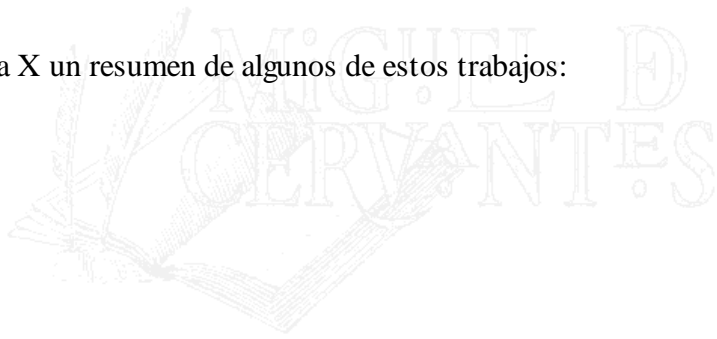 a X un resumen de algunos de estos trabajos:
MiGUEL D
CERVANTES